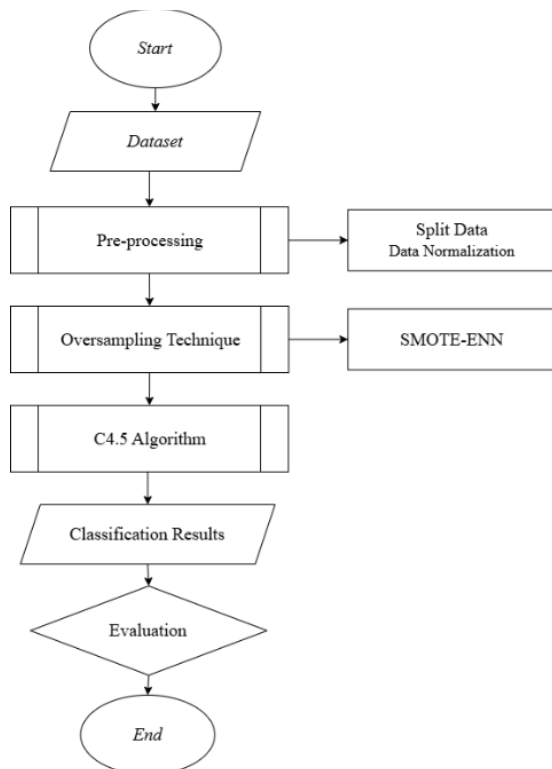 Start
Dataset
Pre-processing
Split Data
Data Normalization
Oversampling Technique
SMOTE-ENN
C4.5 Algorithm
Classification Results
Evaluation
End